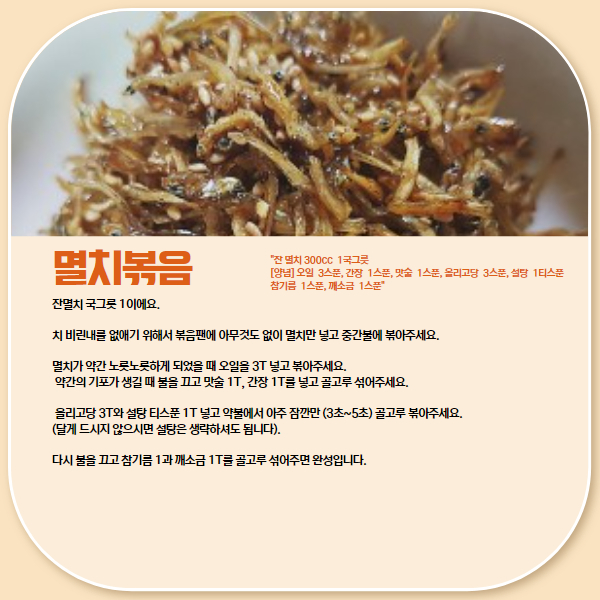 멸치볶음
"잔 멸치 300cc 1국그릇
[양념] 오일 3스푼, 간장 1스푼, 맛술 1스푼, 올리고당 3스푼, 설탕 1티스푼
참기름 1스푼, 깨소금 1스푼"
잔멸치 국그릇 1이에요.
치 비린내를 없애기 위해서 볶음팬에 아무것도 없이 멸치만 넣고 중간불에 볶아주세요.
멸치가 약간 노릇노릇하게 되었을 때 오일을 3T 넣고 볶아주세요.
약간의 기포가 생길 때 불을 끄고 맛술 1T, 간장 1T를 넣고 골고루 섞어주세요.
올리고당 3T와 설탕 티스푼 1T 넣고 약불에서 아주 잠깐만 (3초~5초) 골고루 볶아주세요.
(달게 드시지 않으시면 설탕은 생략하셔도 됩니다).
다시 불을 끄고 참기름 1과 깨소금 1T를 골고루 섞어주면 완성입니다.